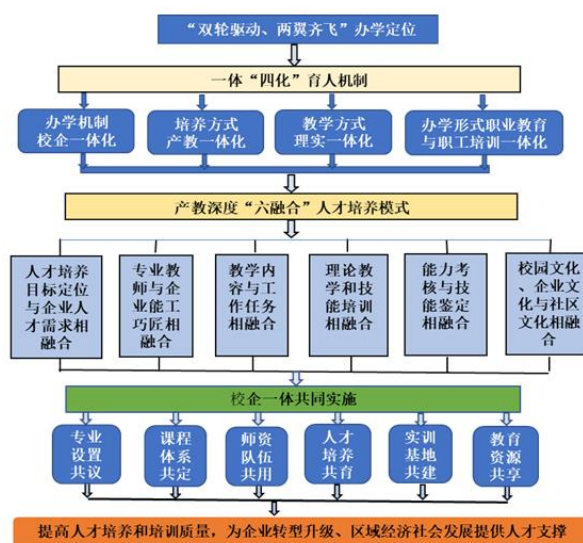 “双轮驱动、两翼齐飞”办学定位
一体“四化”育人机制
办学机制
校企一体化
培养方式
产教一体化
教学方式
理实一体化
办学形式职业教育
与职工培训一体化
产教深度“六融合”人才培养模式
人才培养
目标定位
与企业人
才需求相
融合
专业教
师与企
业能工
巧匠相
融合
教学内
容与工
作任务
相融合
理论教
学和技
能培训
相融合
能力考
核与技
能鉴定
相融合
校园文化
、企业文
化与社区
文化相融
合
校企一体共同实施
专业
设置
共议
课程
体系
共定
师资
队伍
共用
人才
培养
共育
实训
基地
共建
教育
资源
共享
提高人才培养和培训质量，为企业转型升级、区域经济社会发展提供人才支撑